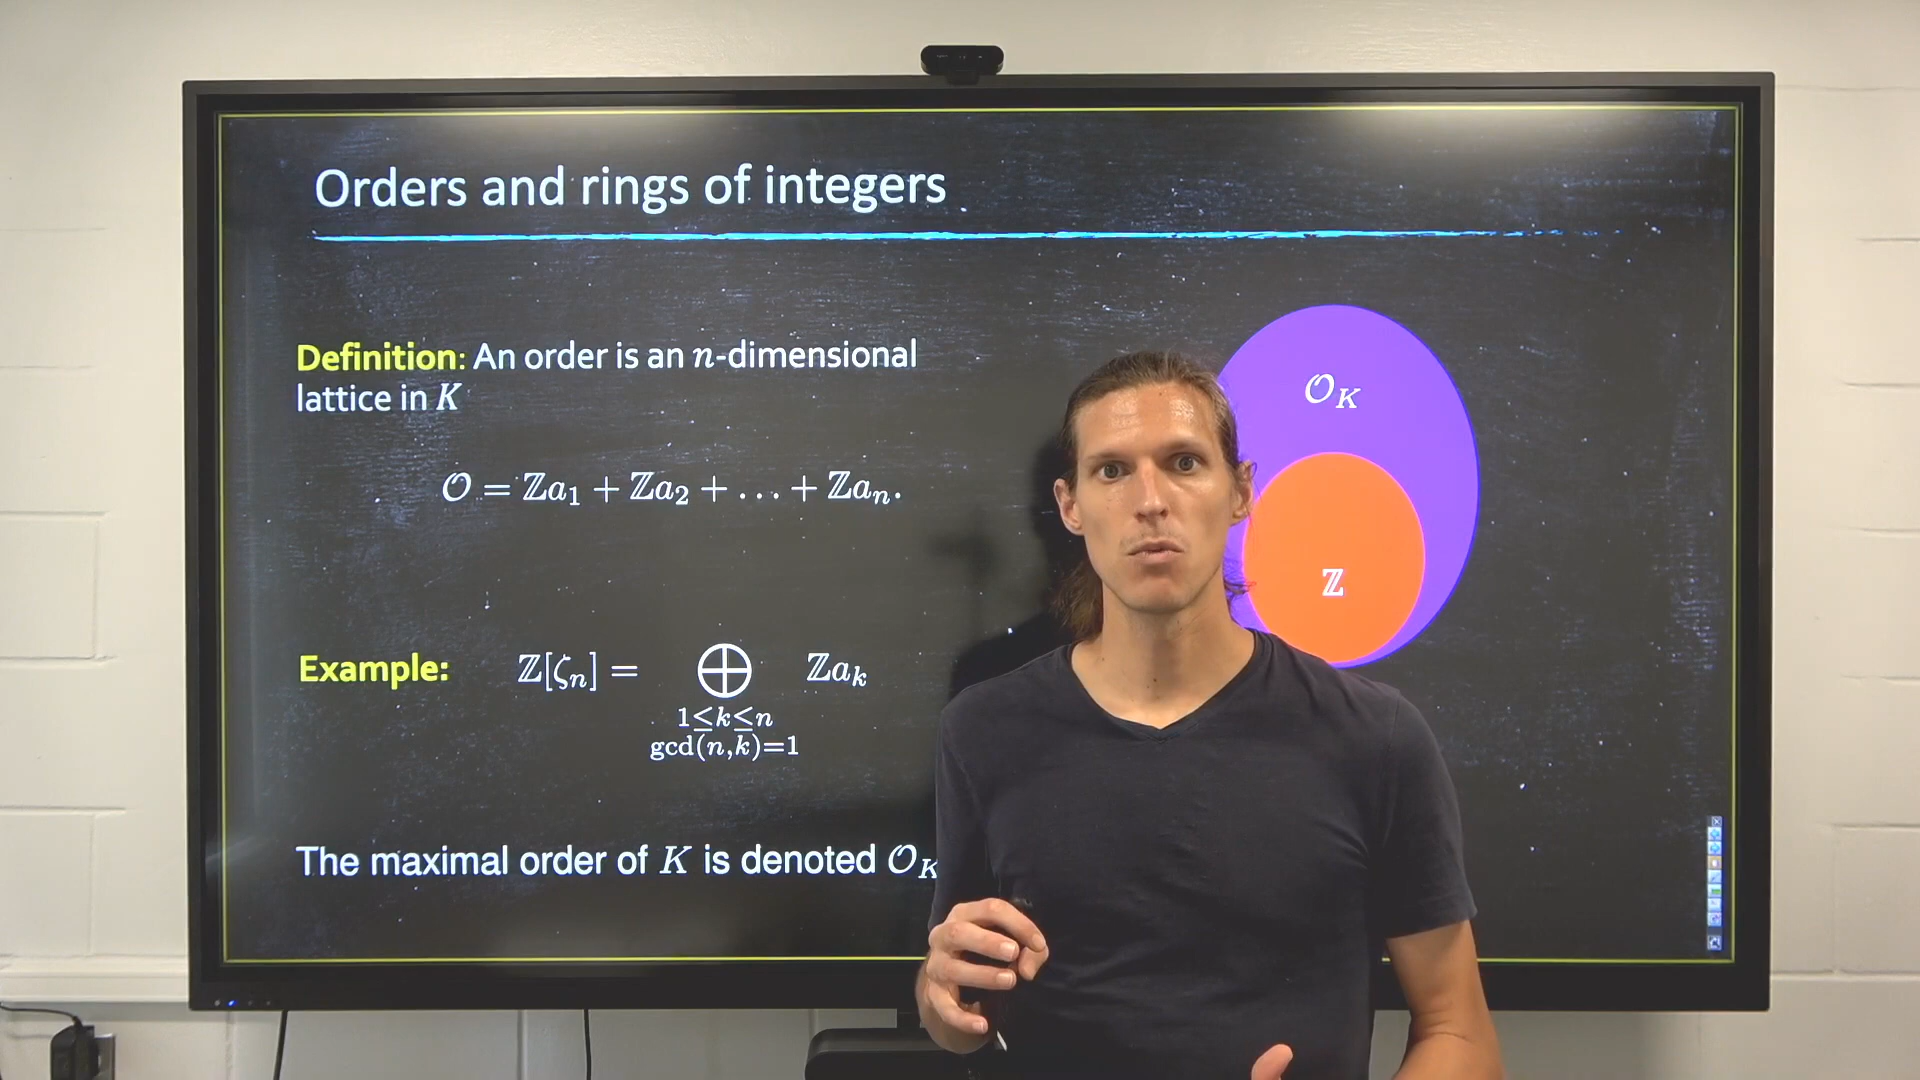 Orders and rings of integers
Definition: An order is an n-dimensional
lattice in K
𝒪 = ℤa₁ + ℤa₂ + … + ℤaₙ.
Example: ℤ[ζₙ] = ⨁ ℤaₖ
1≤k≤n
gcd(n,k)=1
The maximal order of K is denoted 𝒪_K
𝒪_K
ℤ